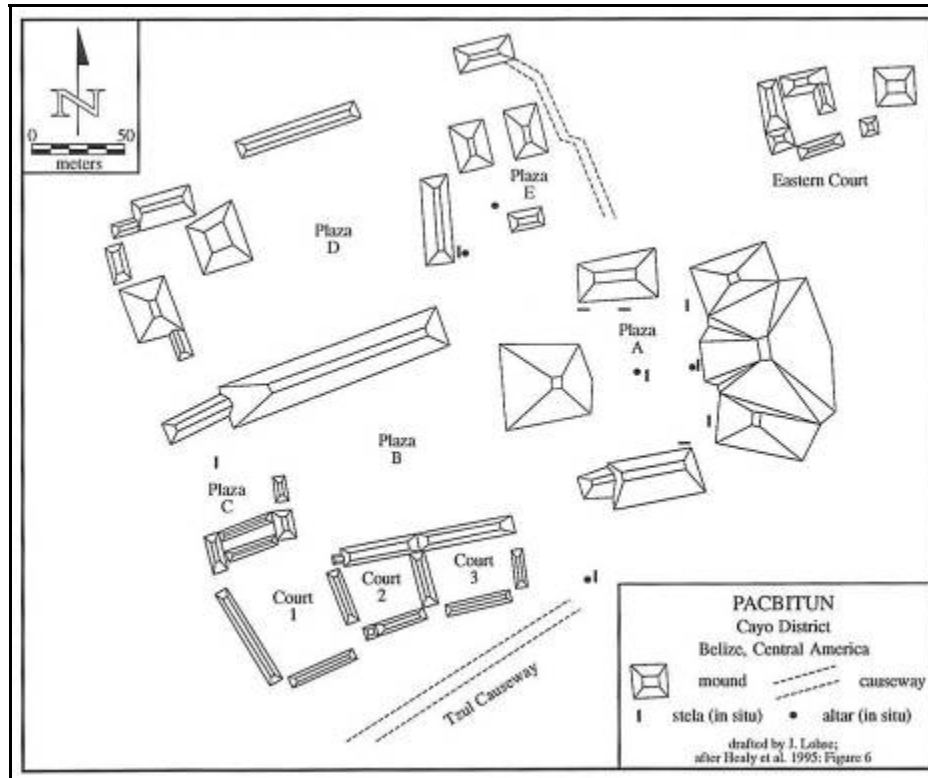 N
0 50
meters
Eastern Court
Plaza
E
Plaza
D
Plaza
A
Plaza
B
Plaza
C
Court
1
Court
2
Court
3
Tzul Causeway
PACBITUN
Cayo District
Belize, Central America
mound causeway
stela (in situ) altar (in situ)
drafted by J. Lohse;
after Healy et al. 1995: Figure 6